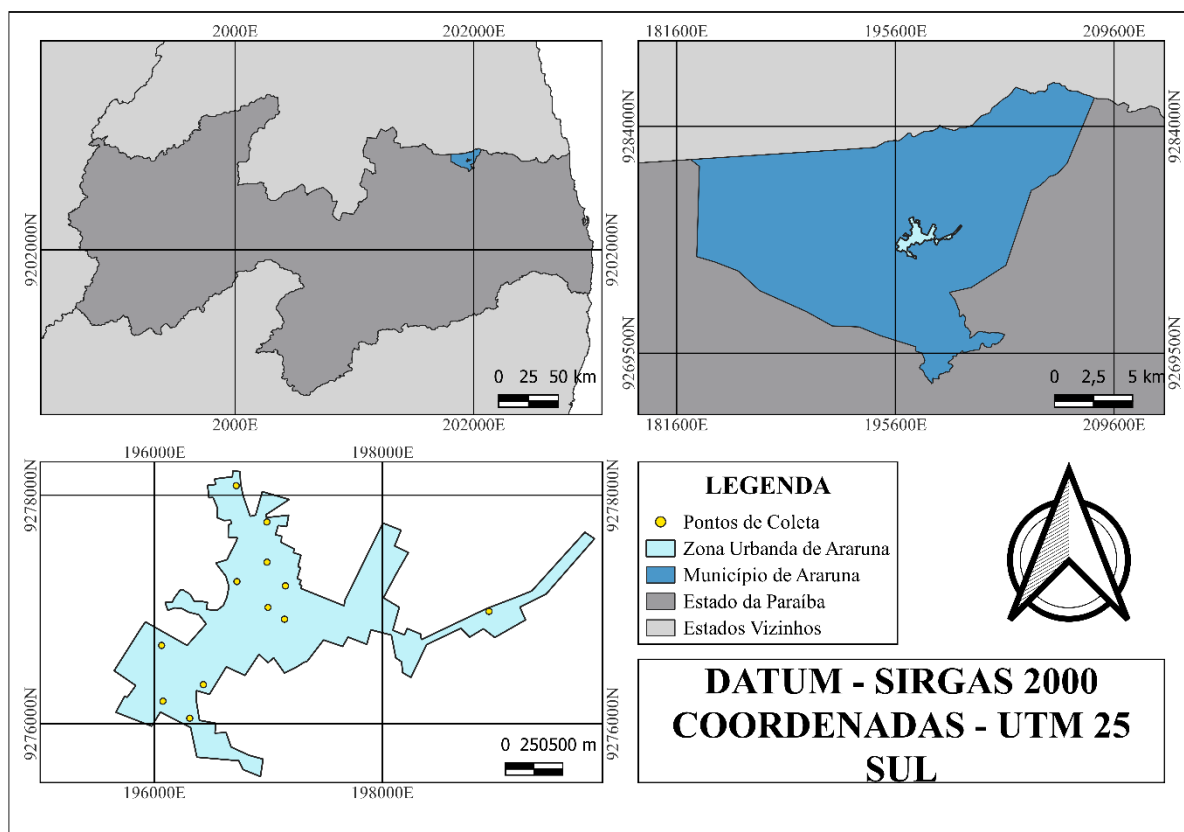 2000E
202000E
9202000N
9202000N
0 25 50 km
2000E
202000E
181600E
195600E
209600E
9284000N
9284000N
9269500N
9269500N
0 2,5 5 km
181600E
195600E
209600E
196000E
198000E
9278000N
9278000N
9276000N
9276000N
0 250500 m
196000E
198000E
LEGENDA
Pontos de Coleta
Zona Urbanda de Araruna
Município de Araruna
Estado da Paraíba
Estados Vizinhos
DATUM - SIRGAS 2000
COORDENADAS - UTM 25
SUL